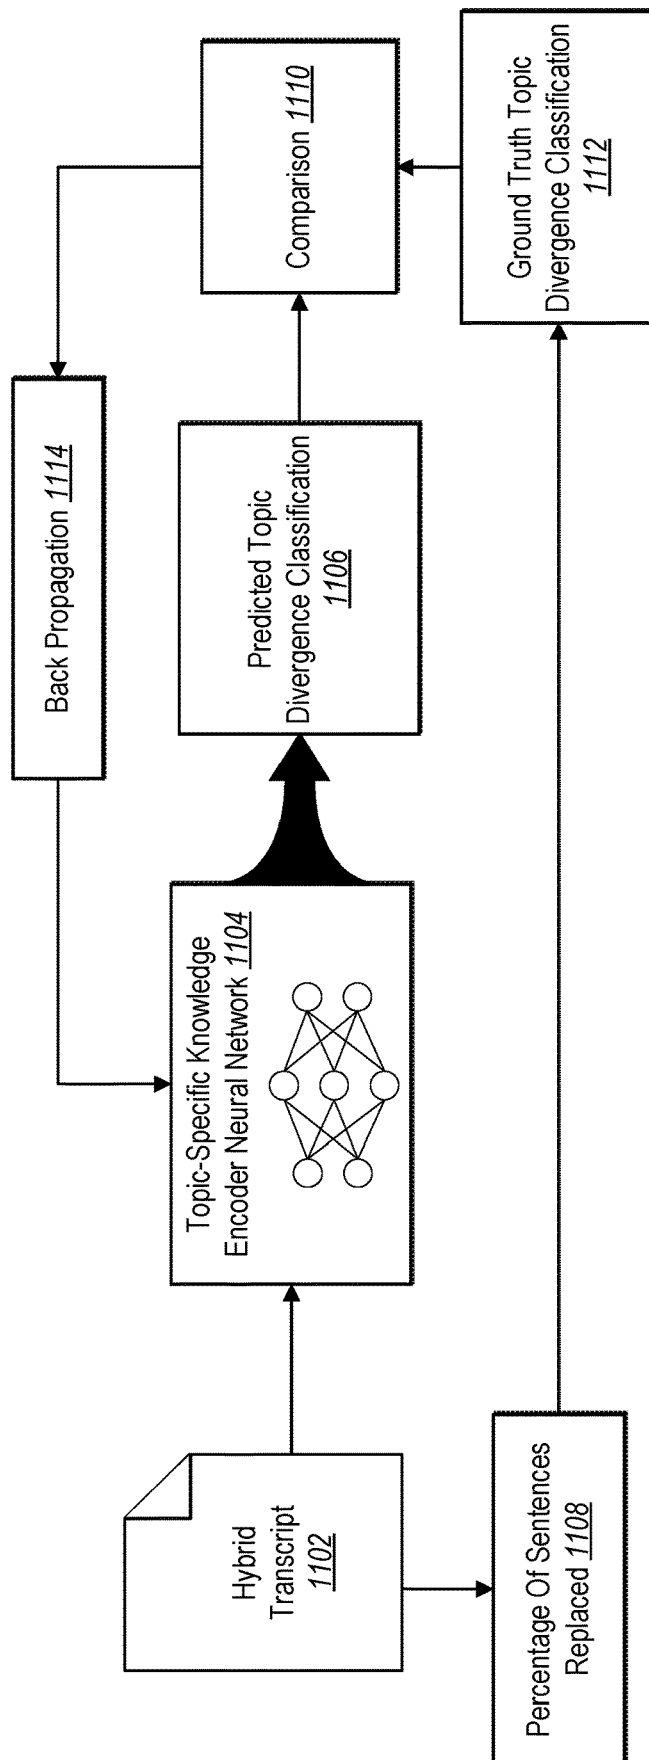 Hybrid
Transcript
1102
Percentage Of Sentences
Replaced 1108
Topic-Specific Knowledge
Encoder Neural Network 1104
Back Propagation 1114
Predicted Topic
Divergence Classification
1106
Comparison 1110
Ground Truth Topic
Divergence Classification
1112